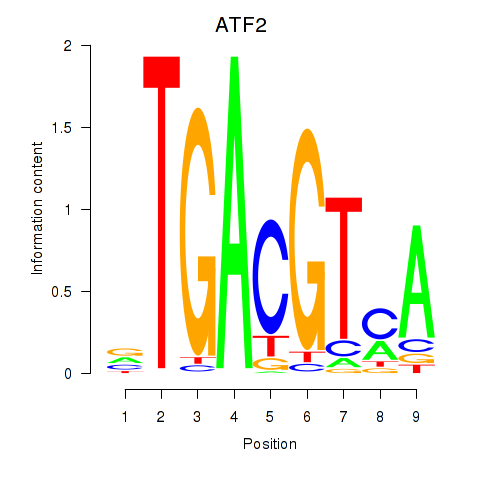 ATF2
2
1.5
1
0.5
0
Information content
G A C T
T
G T C
A
C T G A
G T C
T C A G
C A T G
A C G T
1 2 3 4 5 6 7 8 9
Position